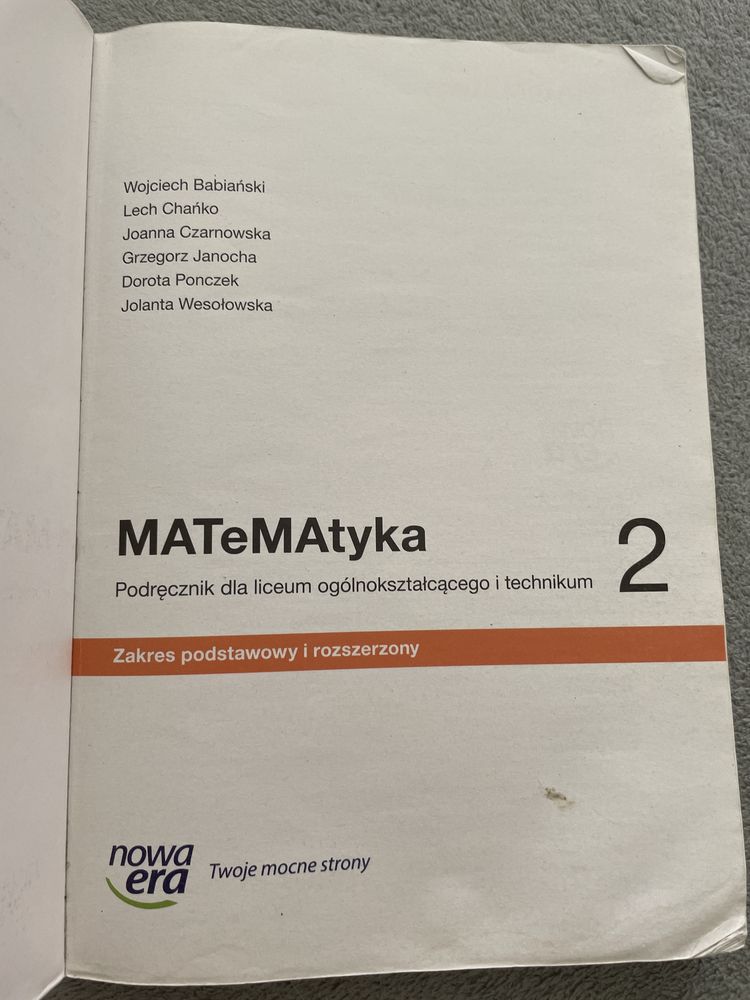 Wojciech Babiański
Lech Chańko
Joanna Czarnowska
Grzegorz Janocha
Dorota Ponczek
Jolanta Wesołowska
MATeMAtyka 2
Podręcznik dla liceum ogólnokształcącego i technikum
Zakres podstawowy i rozszerzony
nowa
era
Twoje mocne strony